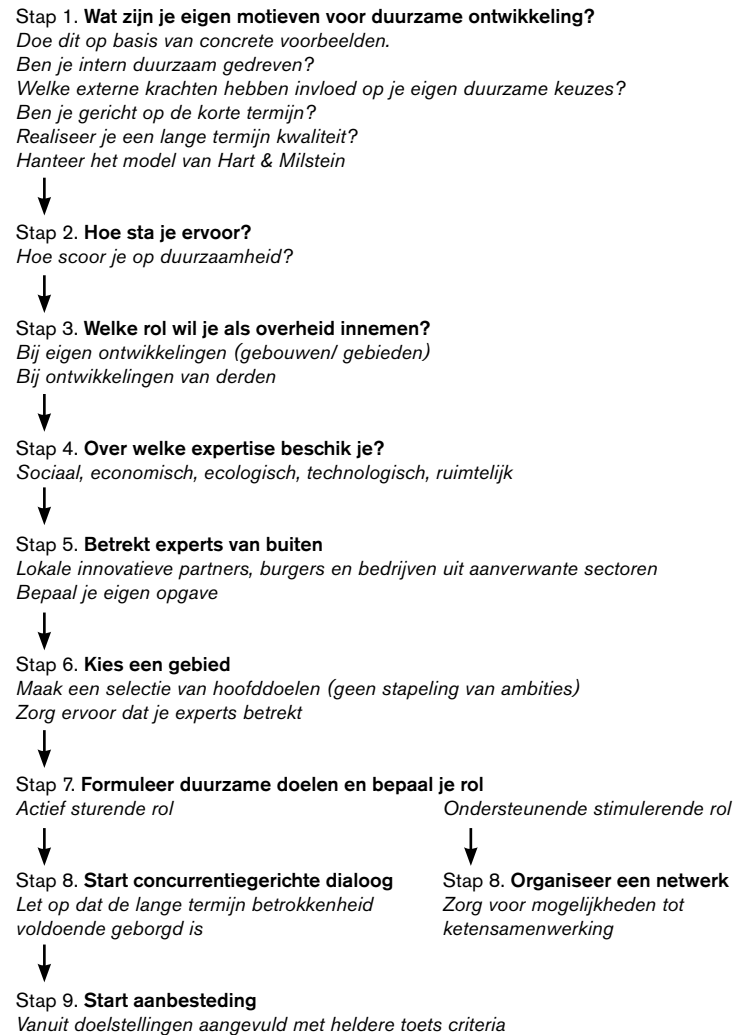 Stap 1. Wat zijn je eigen motieven voor duurzame ontwikkeling?
Doe dit op basis van concrete voorbeelden.
Ben je intern duurzaam gedreven?
Welke externe krachten hebben invloed op je eigen duurzame keuzes?
Ben je gericht op de korte termijn?
Realiseer je een lange termijn kwaliteit?
Hanteer het model van Hart & Milstein
Stap 2. Hoe sta je ervoor?
Hoe scoor je op duurzaamheid?
Stap 3. Welke rol wil je als overheid innemen?
Bij eigen ontwikkelingen (gebouwen/ gebieden)
Bij ontwikkelingen van derden
Stap 4. Over welke expertise beschik je?
Sociaal, economisch, ecologisch, technologisch, ruimtelijk
Stap 5. Betrekt experts van buiten
Lokale innovatieve partners, burgers en bedrijven uit aanverwante sectoren
Bepaal je eigen opgave
Stap 6. Kies een gebied
Maak een selectie van hoofddoelen (geen stapeling van ambities)
Zorg ervoor dat je experts betrekt
Stap 7. Formuleer duurzame doelen en bepaal je rol
Actief sturende rol
Ondersteunende stimulerende rol
Stap 8. Start concurrentiegerichte dialoog
Let op dat de lange termijn betrokkenheid
voldoende geborgd is
Stap 8. Organiseer een netwerk
Zorg voor mogelijkheden tot
ketensamenwerking
Stap 9. Start aanbesteding
Vanuit doelstellingen aangevuld met heldere toets criteria